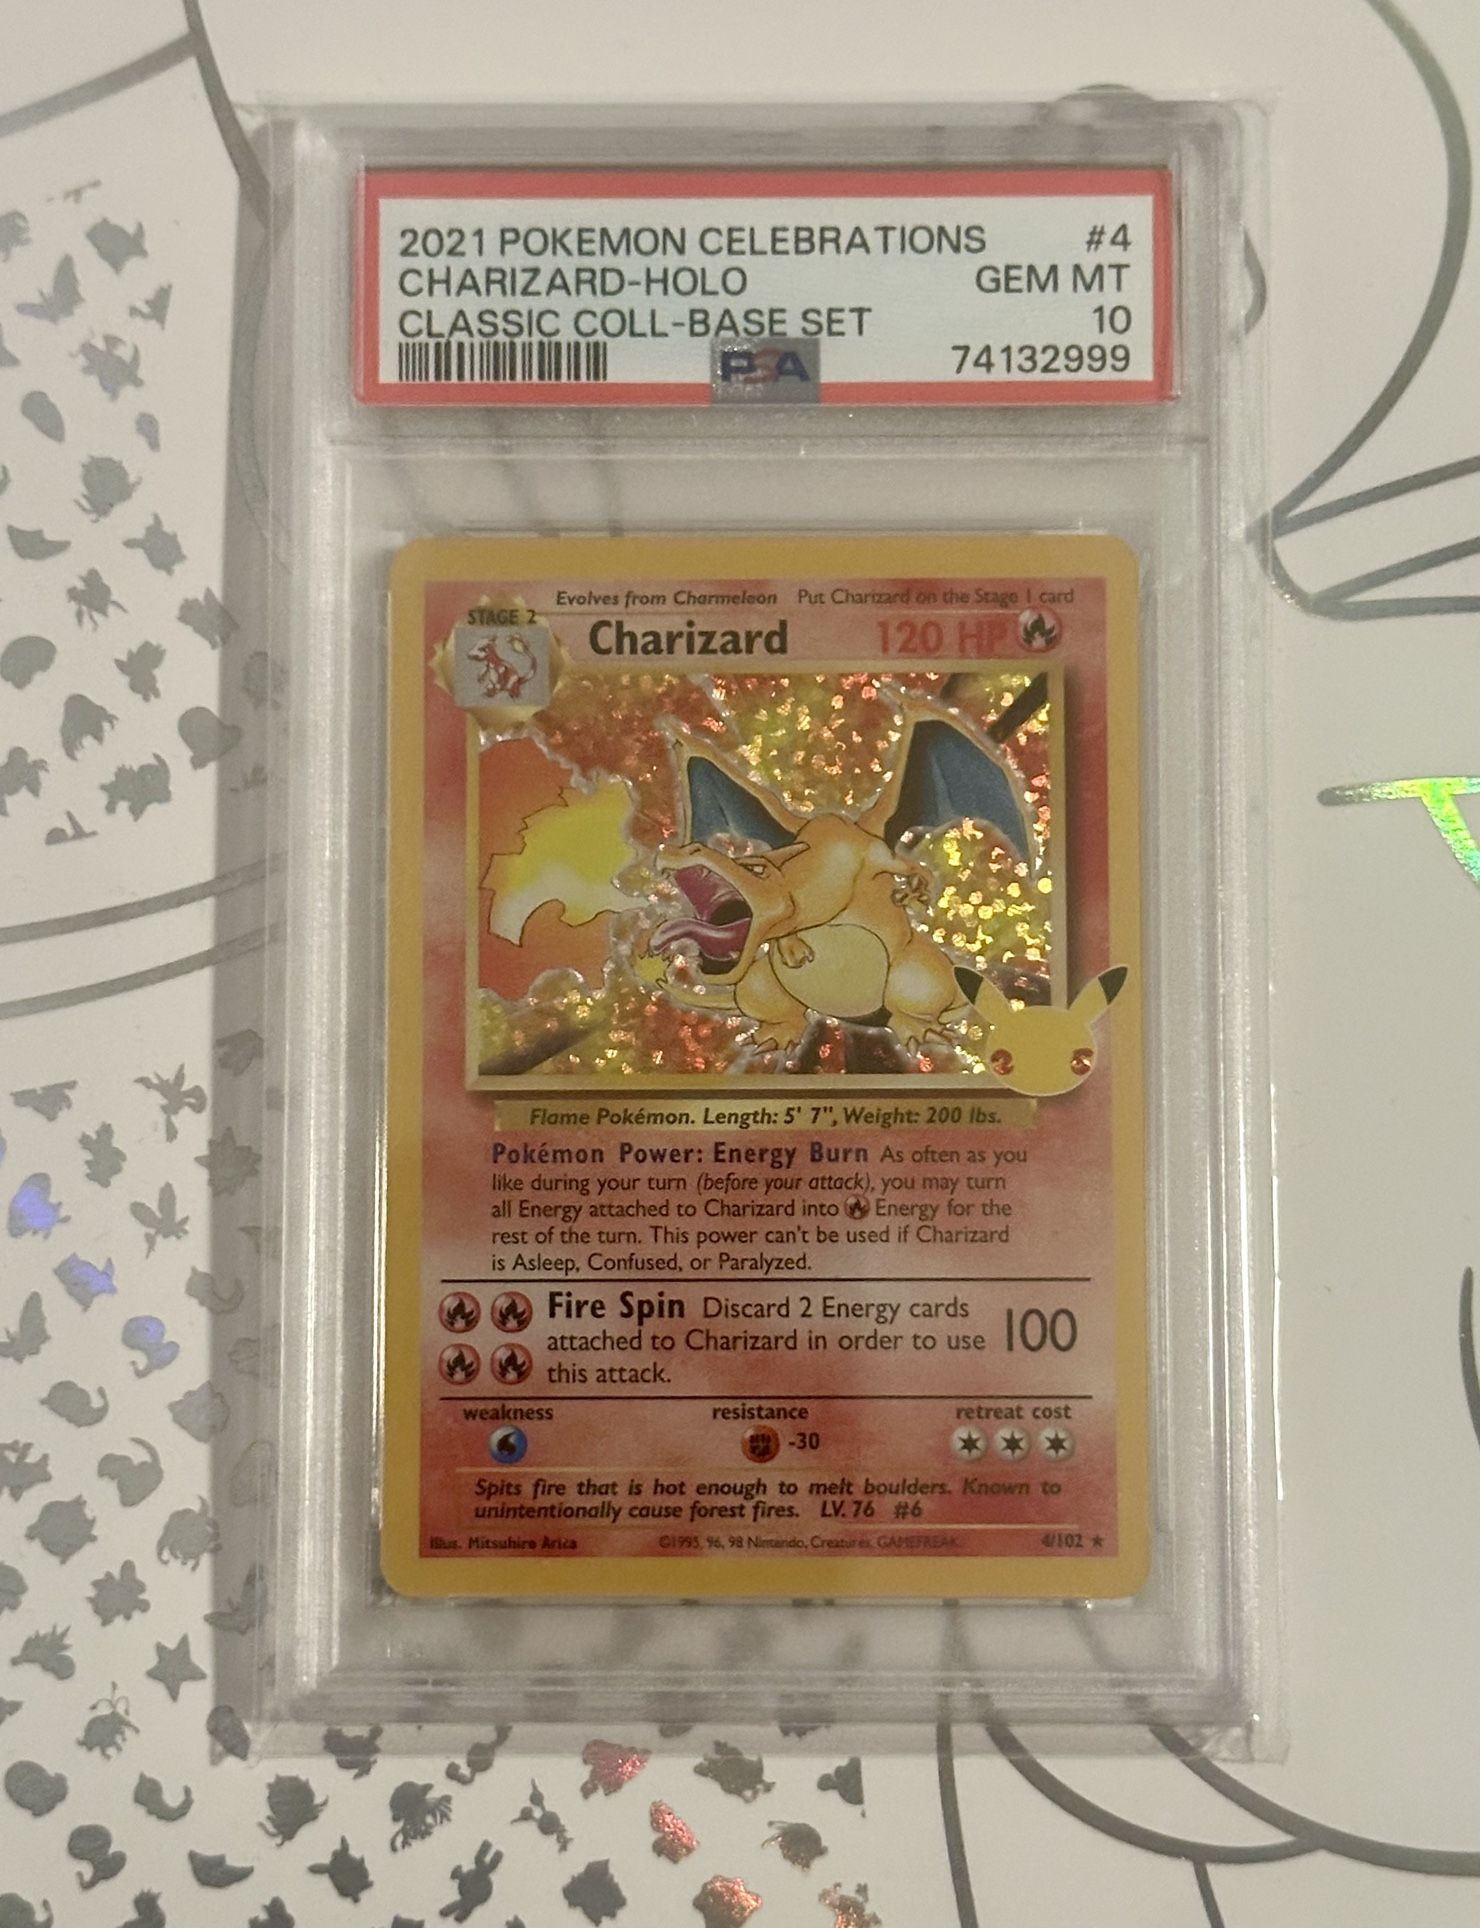 2021 POKEMON CELEBRATIONS #4
CHARIZARD-HOLO GEM MT
CLASSIC COLL-BASE SET 10
PSA 74132999
Evolves from Charmeleon Put Charizard on the Stage 1 card
STAGE 2
Charizard 120 HP
Flame Pokémon. Length: 5' 7", Weight: 200 lbs.
Pokémon Power: Energy Burn As often as you
like during your turn (before your attack), you may turn
all Energy attached to Charizard into Energy for the
rest of the turn. This power can't be used if Charizard
is Asleep, Confused, or Paralyzed.
Fire Spin Discard 2 Energy cards
attached to Charizard in order to use 100
this attack.
weakness resistance retreat cost
-30
Spits fire that is hot enough to melt boulders. Known to
unintentionally cause forest fires. LV. 76 #6
Illus. Mitsuhiro Arita ©1995, 96, 98 Nintendo, Creatures, GAMEFREAK. 4/102 ★